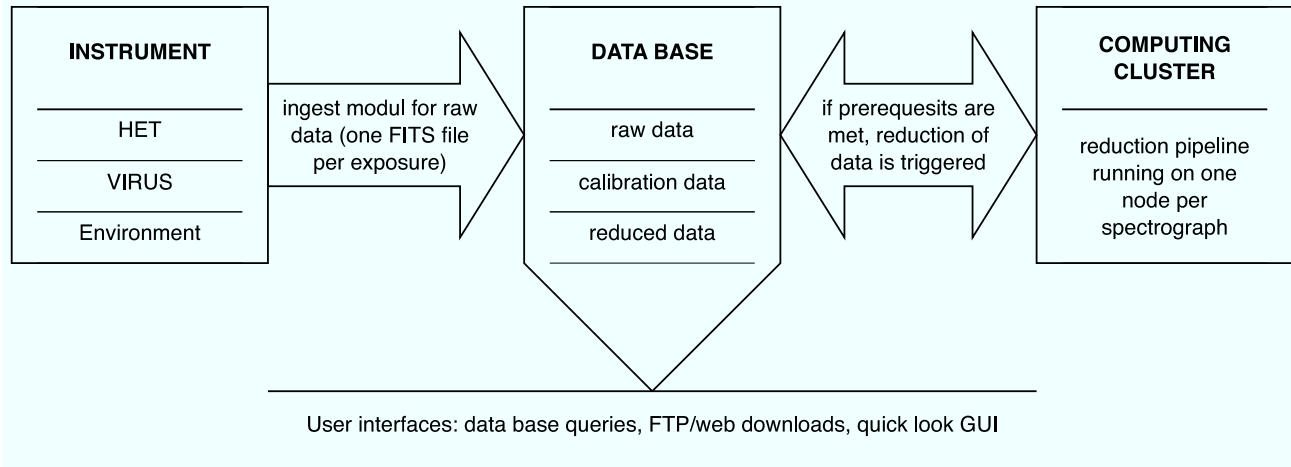 INSTRUMENT
HET
VIRUS
Environment
ingest modul for raw
data (one FITS file
per exposure)
DATA BASE
raw data
calibration data
reduced data
if prerequesits are
met, reduction of
data is triggered
COMPUTING
CLUSTER
reduction pipeline
running on one
node per
spectrograph
User interfaces: data base queries, FTP/web downloads, quick look GUI